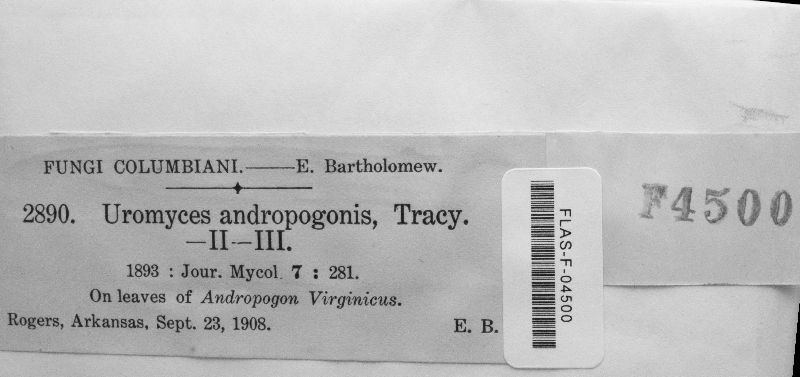 FUNGI COLUMBIANI.——E. Bartholomew.
2890. Uromyces andropogonis, Tracy.
—II—III.
1893 : Jour. Mycol. 7 : 281.
On leaves of Andropogon Virginicus.
Rogers, Arkansas, Sept. 23, 1908. E. B.
FLAS-F-04500
F4500